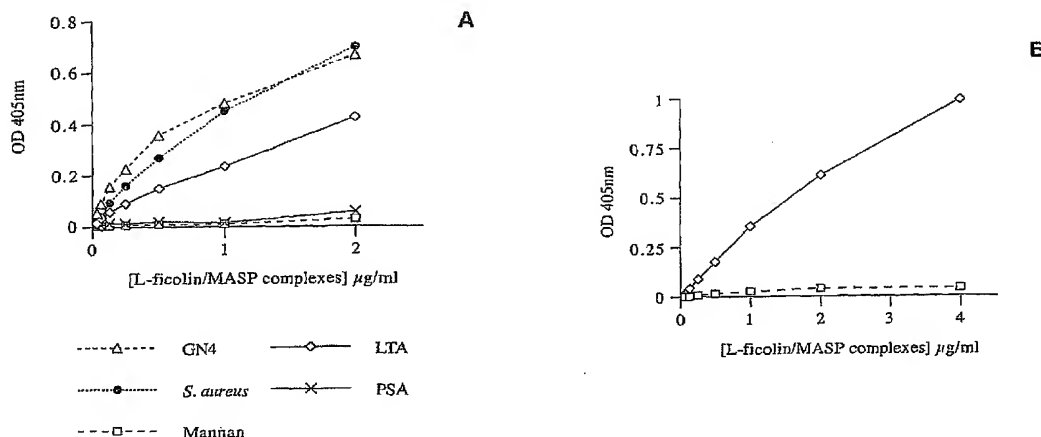 A
0.8
0.6
0.4
0.2
0
0
1
2
OD 405nm
[L-ficolin/MASP complexes] µg/ml
GN4
LTA
S. aureus
PSA
Mannan
B
1
0.75
0.5
0.25
0
0
1
2
3
4
OD 405nm
[L-ficolin/MASP complexes] µg/ml